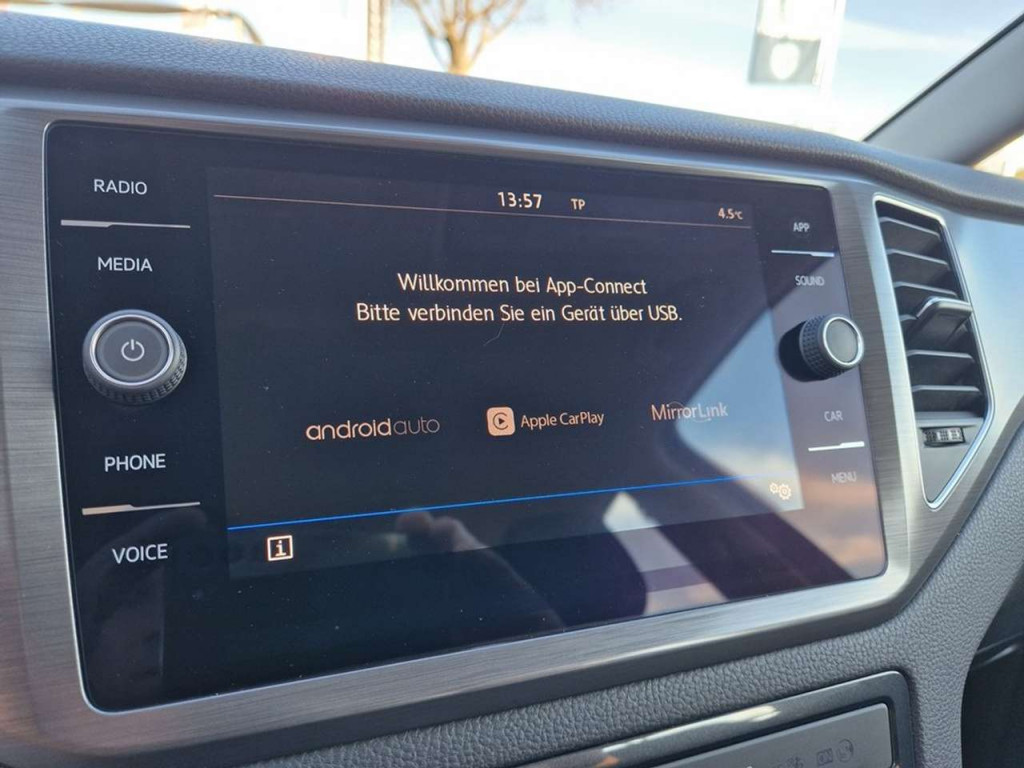 RADIO
MEDIA
PHONE
VOICE
13:57 TP
4.5°C
Willkommen bei App-Connect
Bitte verbinden Sie ein Gerät über USB.
androidauto
Apple CarPlay
MirrorLink
i
APP
SOUND
CAR
MENU